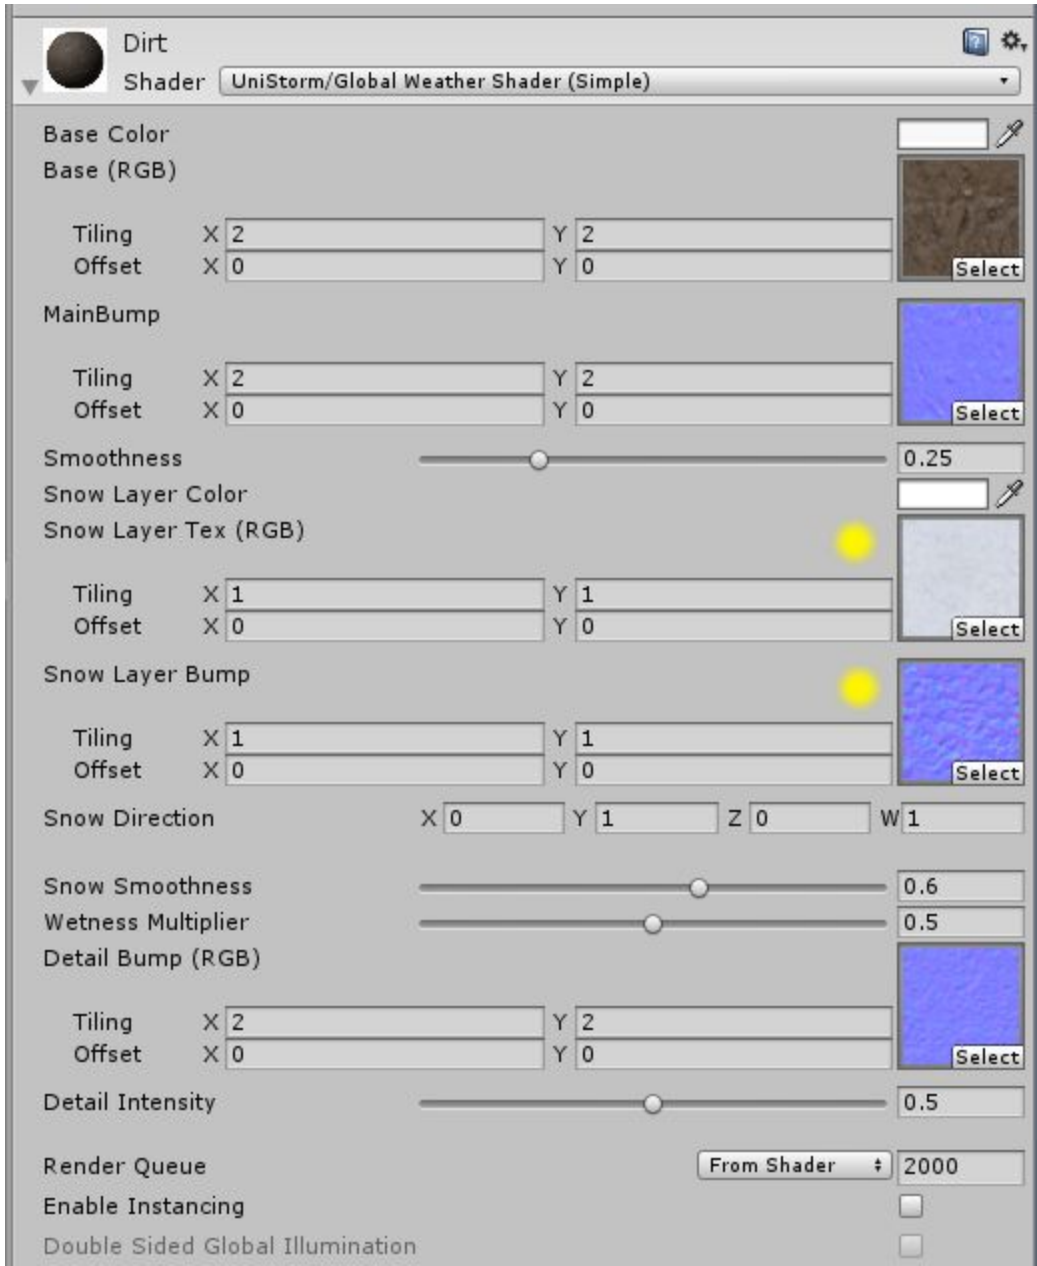 Dirt
Shader UniStorm/Global Weather Shader (Simple)
Base Color
Base (RGB)
Tiling X 2 Y 2
Offset X 0 Y 0
Select
MainBump
Tiling X 2 Y 2
Offset X 0 Y 0
Select
Smoothness 0.25
Snow Layer Color
Snow Layer Tex (RGB)
Tiling X 1 Y 1
Offset X 0 Y 0
Select
Snow Layer Bump
Tiling X 1 Y 1
Offset X 0 Y 0
Select
Snow Direction X 0 Y 1 Z 0 W 1
Snow Smoothness 0.6
Wetness Multiplier 0.5
Detail Bump (RGB)
Tiling X 2 Y 2
Offset X 0 Y 0
Select
Detail Intensity 0.5
Render Queue From Shader 2000
Enable Instancing
Double Sided Global Illumination